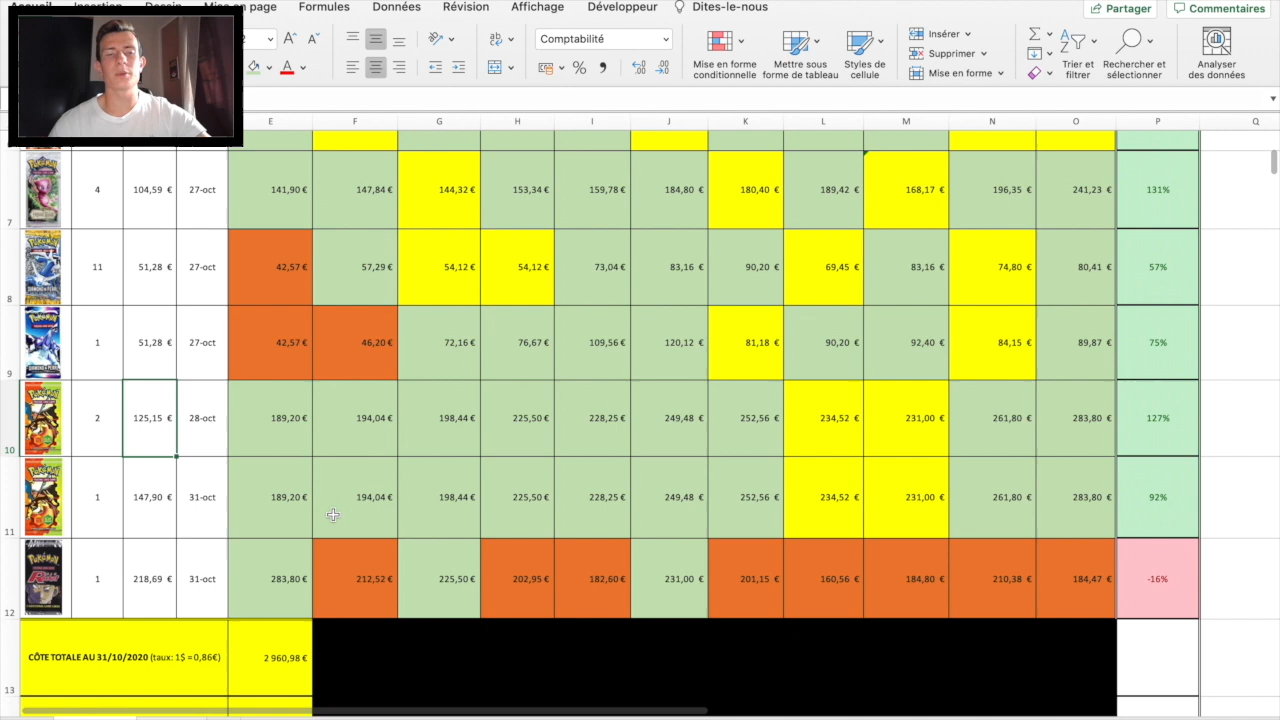 Accueil Insertion Dessin Mise en page Formules Données Révision Affichage Développeur Dites-le-nous
Partager Commentaires
Comptabilité
Mise en forme conditionnelle
Mettre sous forme de tableau
Styles de cellule
Insérer
Supprimer
Mise en forme
Trier et filtrer
Rechercher et sélectionner
Analyser des données
E F G H I J K L M N O P Q
7 4 104,59 € 27-oct 141,90 € 147,84 € 144,32 € 153,34 € 159,78 € 184,80 € 180,40 € 189,42 € 168,17 € 196,35 € 241,23 € 131%
8 11 51,28 € 27-oct 42,57 € 57,29 € 54,12 € 54,12 € 73,04 € 83,16 € 90,20 € 69,45 € 83,16 € 74,80 € 80,41 € 57%
9 1 51,28 € 27-oct 42,57 € 46,20 € 72,16 € 76,67 € 109,56 € 120,12 € 81,18 € 90,20 € 92,40 € 84,15 € 89,87 € 75%
10 2 125,15 € 28-oct 189,20 € 194,04 € 198,44 € 225,50 € 228,25 € 249,48 € 252,56 € 234,52 € 231,00 € 261,80 € 283,80 € 127%
11 1 147,90 € 31-oct 189,20 € 194,04 € 198,44 € 225,50 € 228,25 € 249,48 € 252,56 € 234,52 € 231,00 € 261,80 € 283,80 € 92%
12 1 218,69 € 31-oct 283,80 € 212,52 € 225,50 € 202,95 € 182,60 € 231,00 € 201,15 € 160,56 € 184,80 € 210,38 € 184,47 € -16%
13 CÔTE TOTALE AU 31/10/2020 (taux: 1$ = 0,86€) 2 960,98 €